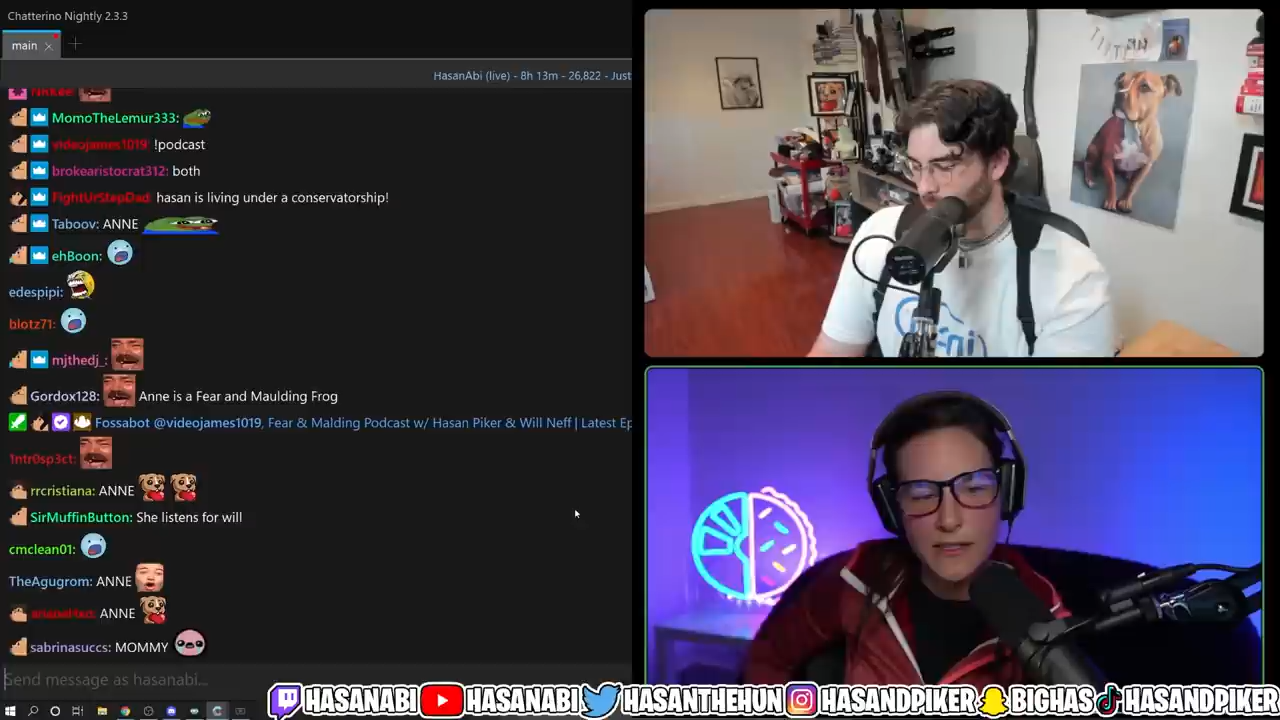 Chatterino Nightly 2.3.3
main
HasanAbi (live) - 8h 13m - 26,822 - Just
MomoTheLemur333:
videojames1019 !podcast
brokearistocrat312: both
FightUrStepDad hasan is living under a conservatorship!
Taboov: ANNE
ehBoon:
edespipi:
blotz71:
mjthedj_:
Gordox128: Anne is a Fear and Maulding Frog
Fossabot @videojames1019, Fear & Malding Podcast w/ Hasan Piker & Will Neff | Latest Ep
1ntr0sp3ct:
rrcristiana: ANNE
SirMuffinButton: She listens for will
cmclean01:
TheAgugrom: ANNE
ANNE
sabrinasuccs: MOMMY
Send message as hasanabi...
HASANABI HASANABI HASANTHEHUN HASANDPIKER BIGHAS HASANDPIKER